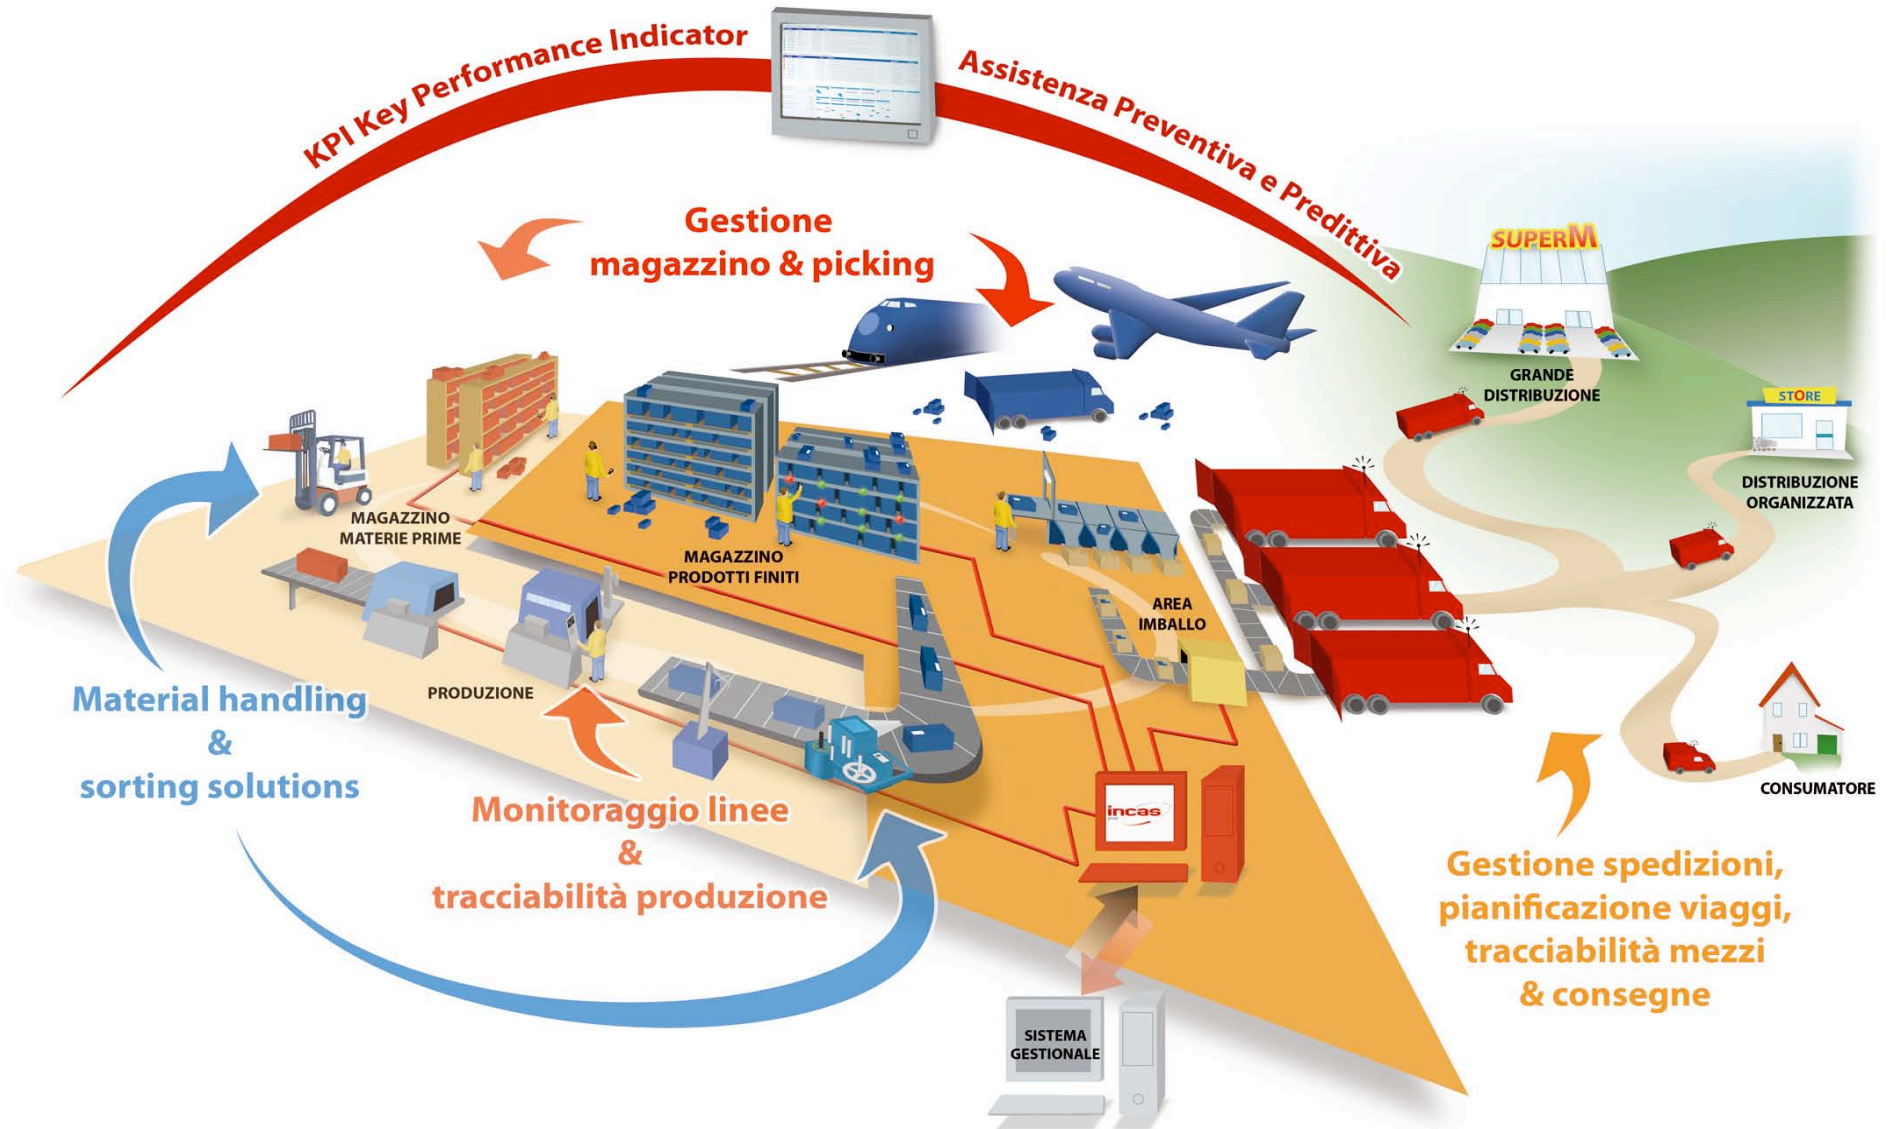 KPI Key Performance Indicator
Assistenza Preventiva e Predittiva
Gestione
magazzino & picking
SUPERM
GRANDE
DISTRIBUZIONE
STORE
DISTRIBUZIONE
ORGANIZZATA
MAGAZZINO
MATERIE PRIME
MAGAZZINO
PRODOTTI FINITI
AREA
IMBALLO
PRODUZIONE
Material handling
&
sorting solutions
Monitoraggio linee
&
tracciabilità produzione
incas
CONSUMATORE
Gestione spedizioni,
pianificazione viaggi,
tracciabilità mezzi
& consegne
SISTEMA
GESTIONALE